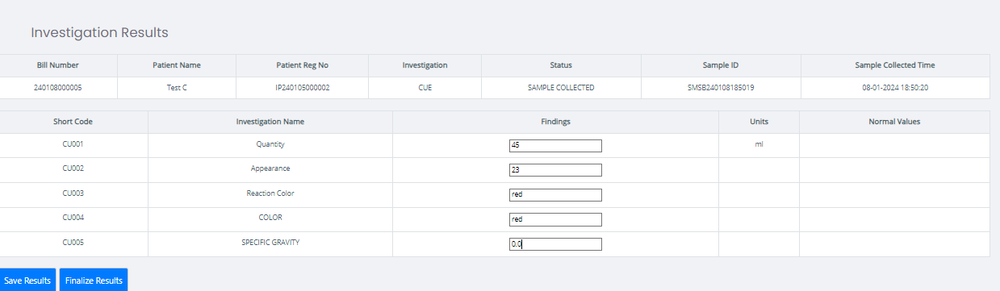 Investigation Results
Bill Number Patient Name Patient Reg No Investigation Status Sample ID Sample Collected Time
240108000005 Test C IP240105000002 CUE SAMPLE COLLECTED SMSB240108185019 08-01-2024 18:50:20
Short Code Investigation Name Findings Units Normal Values
CU001 Quantity 45 ml
CU002 Appearance 23
CU003 Reaction Color red
CU004 COLOR red
CU005 SPECIFIC GRAVITY 0.0
Save Results Finalize Results